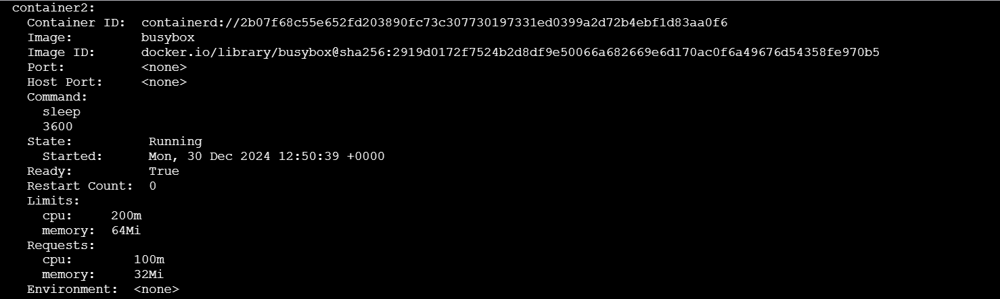 container2:
Container ID: containerd://2b07f68c55e652fd203890fc73c307730197331ed0399a2d72b4ebf1d83aa0f6
Image: busybox
Image ID: docker.io/library/busybox@sha256:2919d0172f7524b2d8df9e50066a682669e6d170ac0f6a49676d54358fe970b5
Port: <none>
Host Port: <none>
Command:
sleep
3600
State: Running
Started: Mon, 30 Dec 2024 12:50:39 +0000
Ready: True
Restart Count: 0
Limits:
cpu: 200m
memory: 64Mi
Requests:
cpu: 100m
memory: 32Mi
Environment: <none>